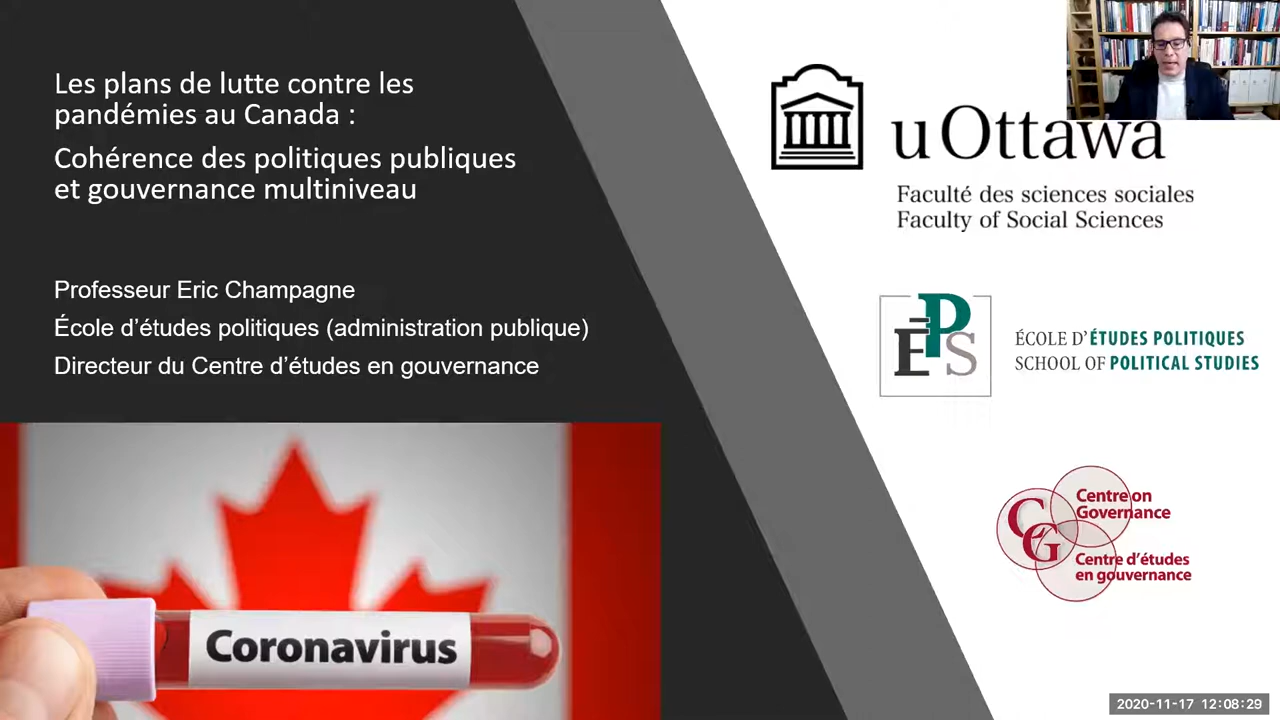 Les plans de lutte contre les
pandémies au Canada :
Cohérence des politiques publiques
et gouvernance multiniveau
Professeur Eric Champagne
École d’études politiques (administration publique)
Directeur du Centre d’études en gouvernance
Coronavirus
uOttawa
Faculté des sciences sociales
Faculty of Social Sciences
ÉPS
ÉCOLE D’ÉTUDES POLITIQUES
SCHOOL OF POLITICAL STUDIES
CeG
Centre on
Governance
Centre d’études
en gouvernance
2020-11-17 12:08:29